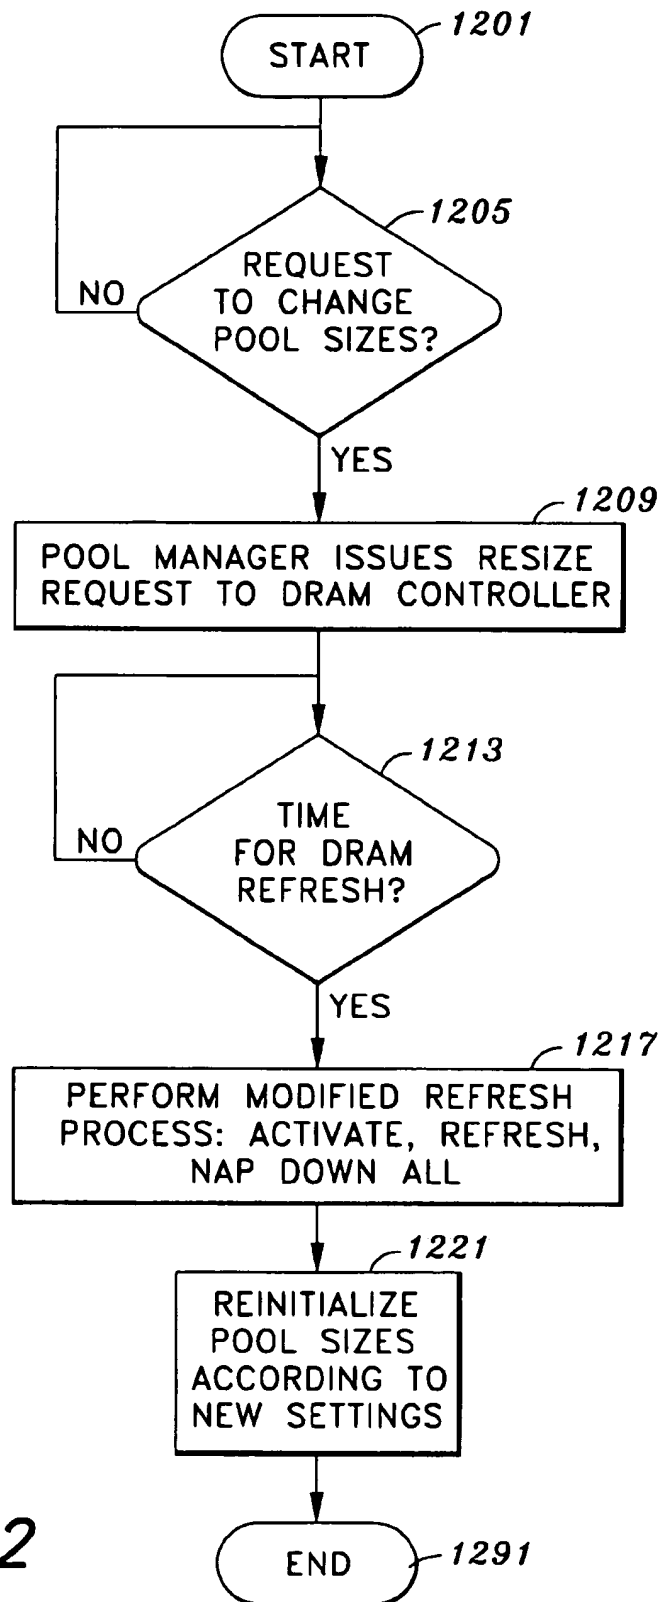 START
1201
REQUEST
TO CHANGE
POOL SIZES?
1205
NO
YES
1209
POOL MANAGER ISSUES RESIZE
REQUEST TO DRAM CONTROLLER
1213
TIME
FOR DRAM
REFRESH?
NO
YES
1217
PERFORM MODIFIED REFRESH
PROCESS: ACTIVATE, REFRESH,
NAP DOWN ALL
1221
REINITIALIZE
POOL SIZES
ACCORDING TO
NEW SETTINGS
2
END
1291